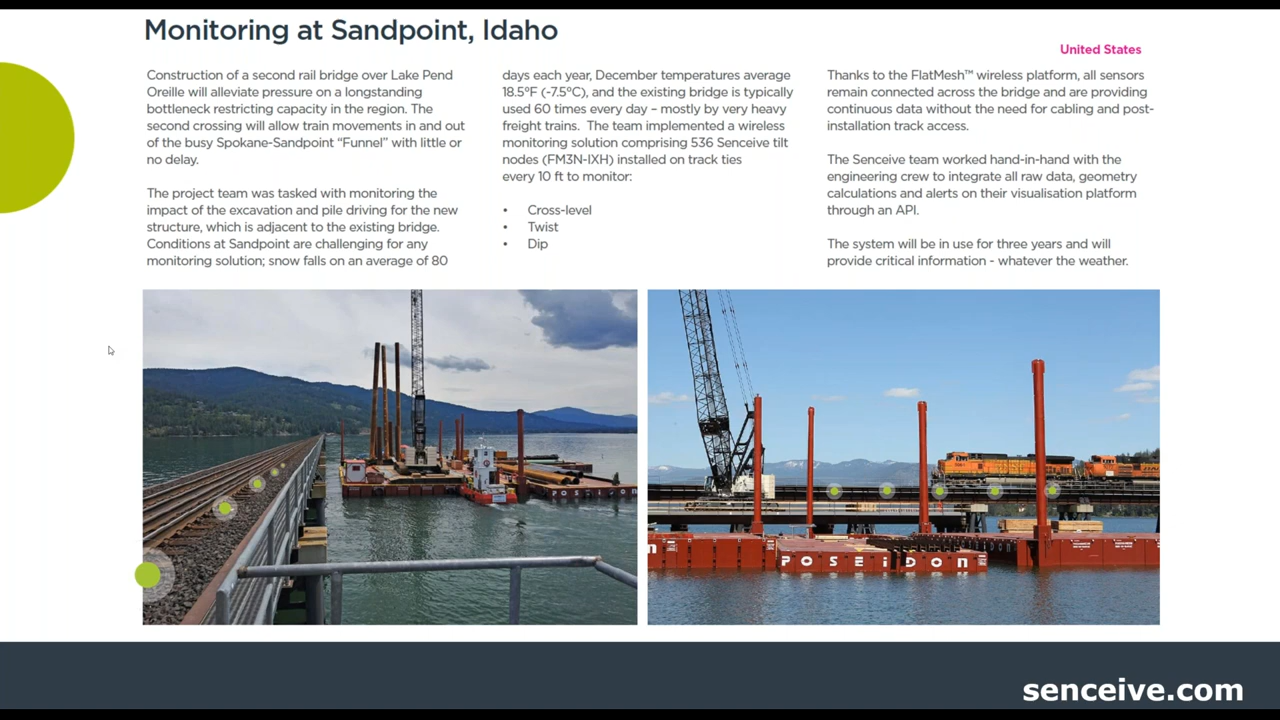 Monitoring at Sandpoint, Idaho
United States
Construction of a second rail bridge over Lake Pend
Oreille will alleviate pressure on a longstanding
bottleneck restricting capacity in the region. The
second crossing will allow train movements in and out
of the busy Spokane-Sandpoint “Funnel” with little or
no delay.
The project team was tasked with monitoring the
impact of the excavation and pile driving for the new
structure, which is adjacent to the existing bridge.
Conditions at Sandpoint are challenging for any
monitoring solution; snow falls on an average of 80
days each year, December temperatures average
18.5°F (-7.5°C), and the existing bridge is typically
used 60 times every day – mostly by very heavy
freight trains. The team implemented a wireless
monitoring solution comprising 536 Senceive tilt
nodes (FM3N-IXH) installed on track ties
every 10 ft to monitor:
• Cross-level
• Twist
• Dip
Thanks to the FlatMesh™ wireless platform, all sensors
remain connected across the bridge and are providing
continuous data without the need for cabling and post-
installation track access.
The Senceive team worked hand-in-hand with the
engineering crew to integrate all raw data, geometry
calculations and alerts on their visualisation platform
through an API.
The system will be in use for three years and will
provide critical information - whatever the weather.
POSEIDON
POSEIDON
senceive.com